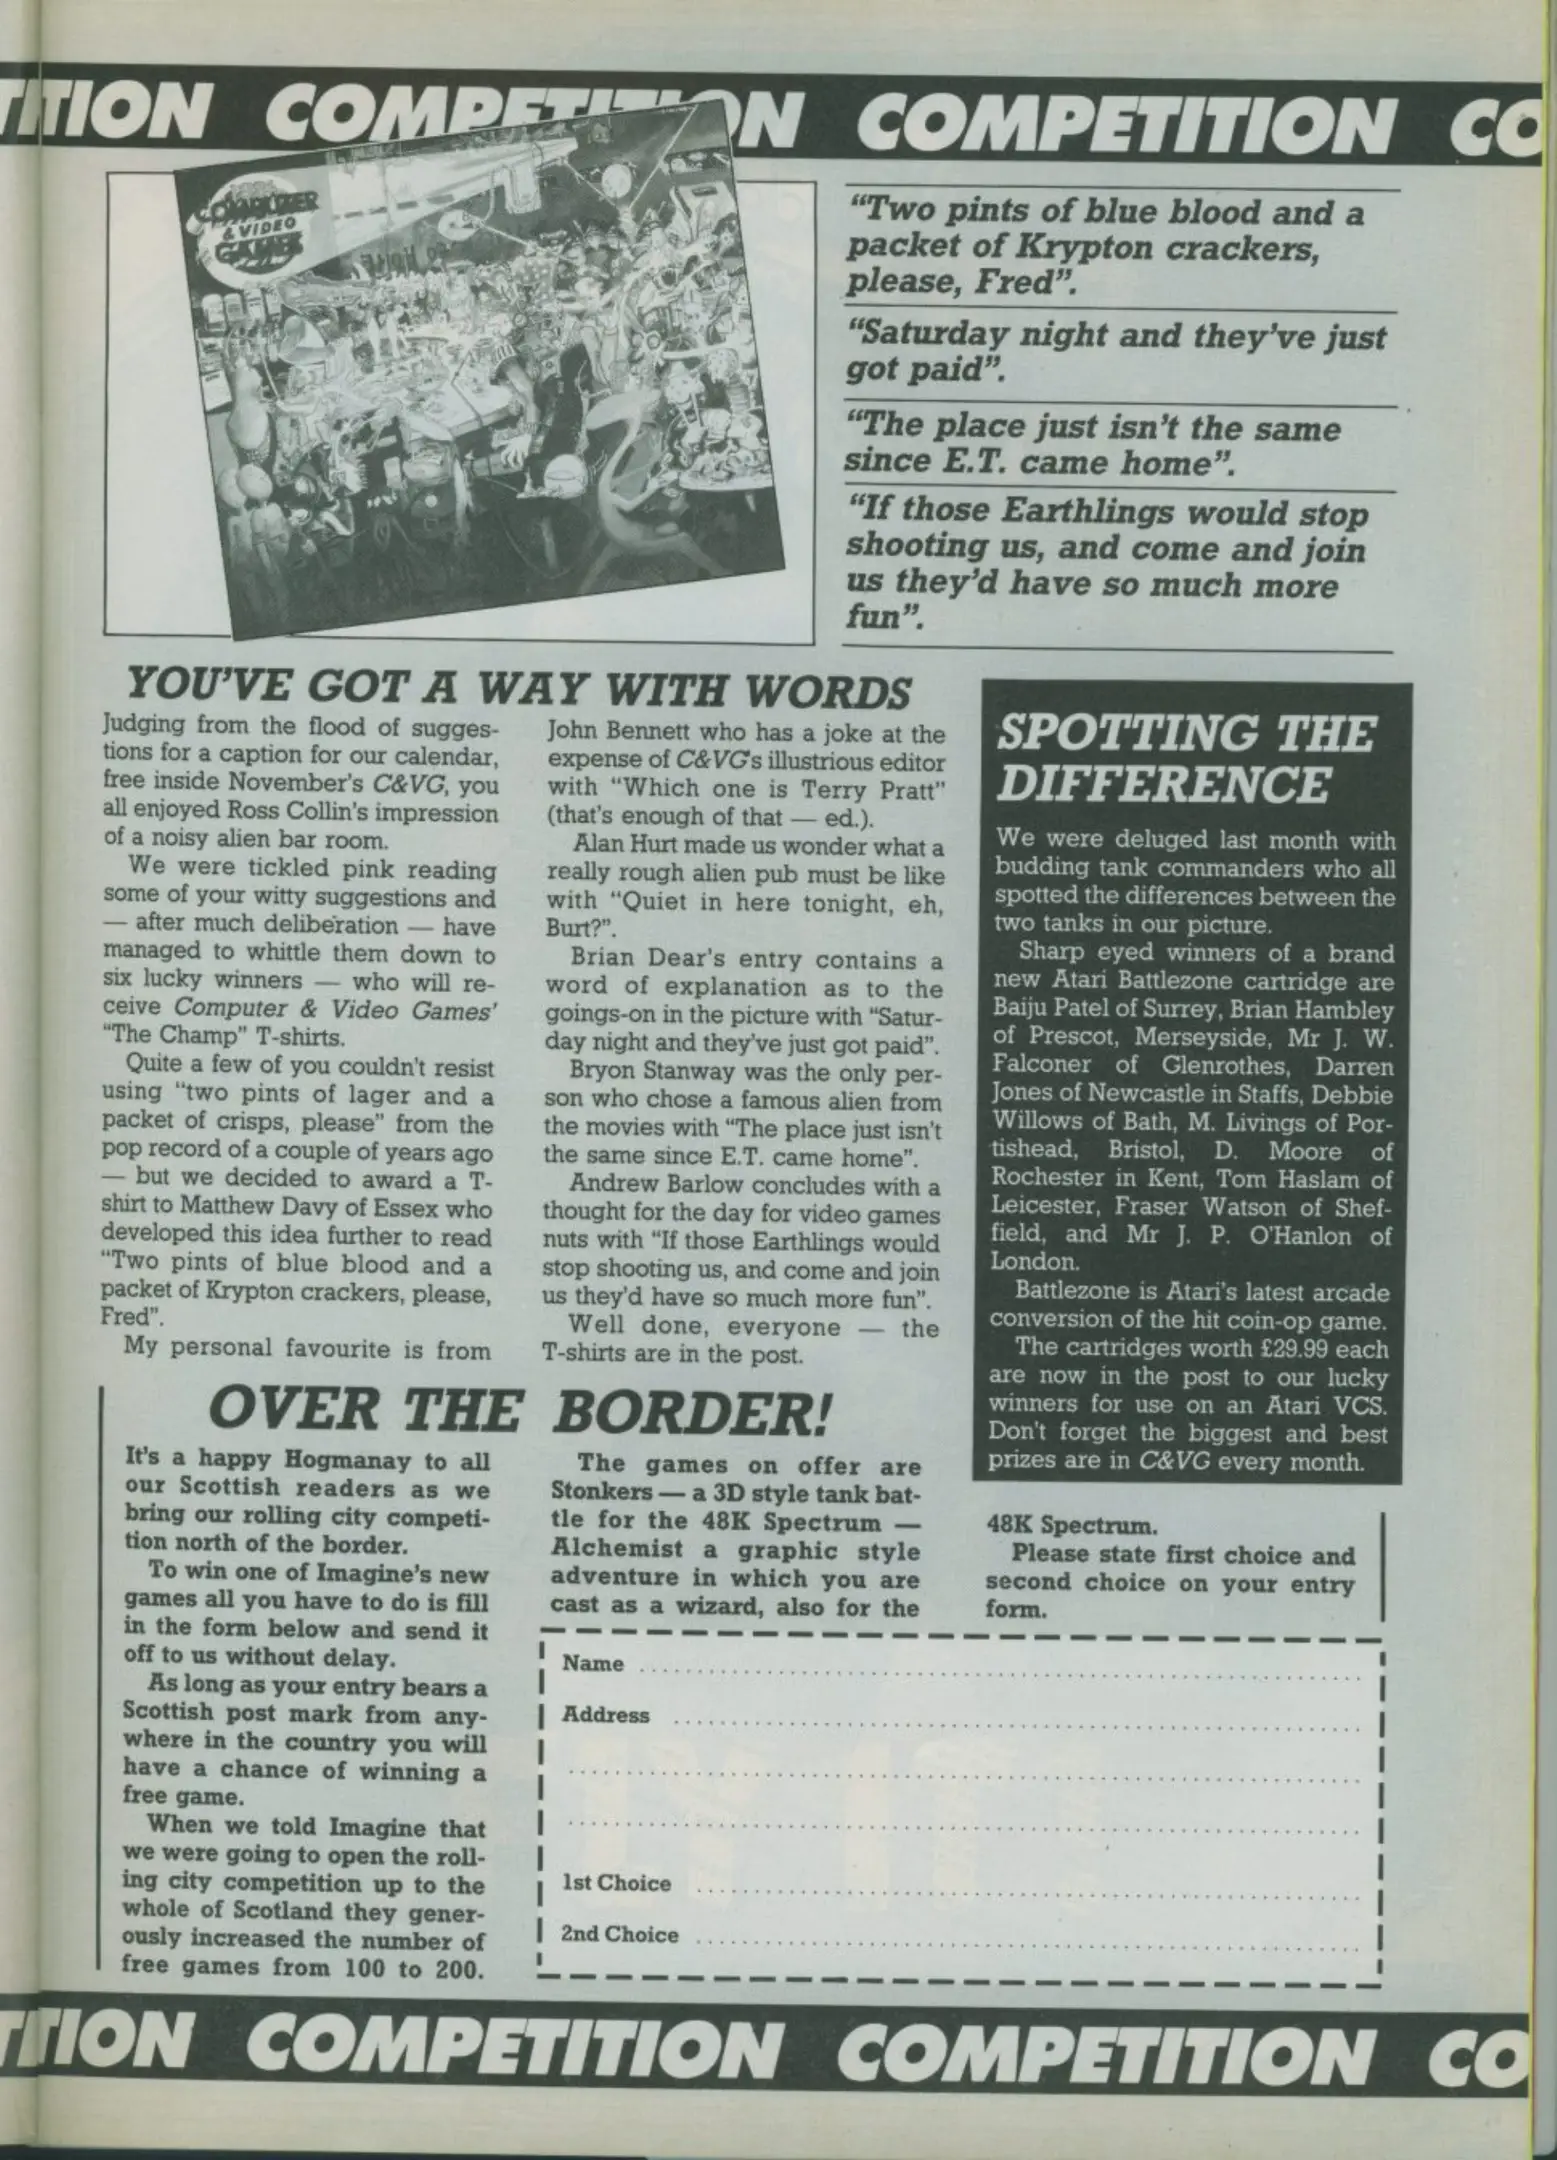 TITION COMPETITION COMPETITION CO
COMPUTER
& VIDEO
GAMES
“Two pints of blue blood and a
packet of Krypton crackers,
please, Fred”.
“Saturday night and they’ve just
got paid”.
“The place just isn’t the same
since E.T. came home”.
“If those Earthlings would stop
shooting us, and come and join
us they’d have so much more
fun”.
YOU’VE GOT A WAY WITH WORDS
Judging from the flood of sugges-
tions for a caption for our calendar,
free inside November’s C&VG, you
all enjoyed Ross Collin’s impression
of a noisy alien bar room.
We were tickled pink reading
some of your witty suggestions and
— after much deliberation — have
managed to whittle them down to
six lucky winners — who will re-
ceive Computer & Video Games’
“The Champ” T-shirts.
Quite a few of you couldn’t resist
using “two pints of lager and a
packet of crisps, please” from the
pop record of a couple of years ago
— but we decided to award a T-
shirt to Matthew Davy of Essex who
developed this idea further to read
“Two pints of blue blood and a
packet of Krypton crackers, please,
Fred”.
My personal favourite is from
John Bennett who has a joke at the
expense of C&VG’s illustrious editor
with “Which one is Terry Pratt”
(that’s enough of that — ed.).
Alan Hurt made us wonder what a
really rough alien pub must be like
with “Quiet in here tonight, eh,
Burt?”.
Brian Dear’s entry contains a
word of explanation as to the
goings-on in the picture with “Satur-
day night and they’ve just got paid”.
Bryon Stanway was the only per-
son who chose a famous alien from
the movies with “The place just isn’t
the same since E.T. came home”.
Andrew Barlow concludes with a
thought for the day for video games
nuts with “If those Earthlings would
stop shooting us, and come and join
us they’d have so much more fun”.
Well done, everyone — the
T-shirts are in the post.
SPOTTING THE
DIFFERENCE
We were deluged last month with
budding tank commanders who all
spotted the differences between the
two tanks in our picture.
Sharp eyed winners of a brand
new Atari Battlezone cartridge are
Baiju Patel of Surrey, Brian Hambley
of Prescot, Merseyside, Mr J. W.
Falconer of Glenrothes, Darren
Jones of Newcastle in Staffs, Debbie
Willows of Bath, M. Livings of Por-
tishead, Bristol, D. Moore of
Rochester in Kent, Tom Haslam of
Leicester, Fraser Watson of Shef-
field, and Mr J. P. O’Hanlon of
London.
Battlezone is Atari’s latest arcade
conversion of the hit coin-op game.
The cartridges worth £29.99 each
are now in the post to our lucky
winners for use on an Atari VCS.
Don’t forget the biggest and best
prizes are in C&VG every month.
OVER THE BORDER!
It’s a happy Hogmanay to all
our Scottish readers as we
bring our rolling city competi-
tion north of the border.
To win one of Imagine’s new
games all you have to do is fill
in the form below and send it
off to us without delay.
As long as your entry bears a
Scottish post mark from any-
where in the country you will
have a chance of winning a
free game.
When we told Imagine that
we were going to open the roll-
ing city competition up to the
whole of Scotland they gener-
ously increased the number of
free games from 100 to 200.
The games on offer are
Stonkers — a 3D style tank bat-
tle for the 48K Spectrum —
Alchemist a graphic style
adventure in which you are
cast as a wizard, also for the
48K Spectrum.
Please state first choice and
second choice on your entry
form.
Name
Address
1st Choice
2nd Choice
TITION COMPETITION COMPETITION CO